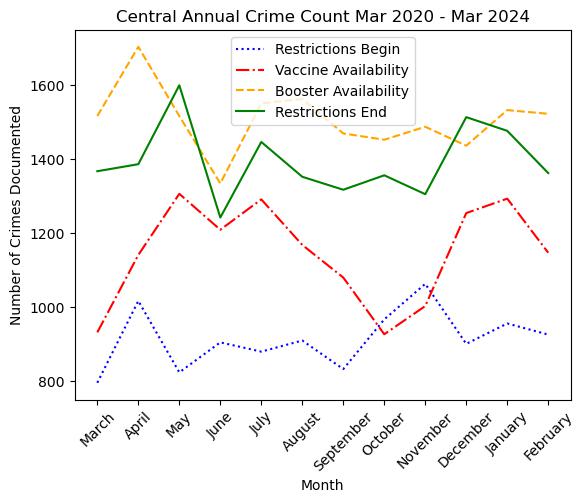 Central Annual Crime Count Mar 2020 - Mar 2024
Restrictions Begin
Vaccine Availability
Booster Availability
Restrictions End
Number of Crimes Documented
1600
1400
1200
1000
800
March
April
May
June
July
August
September
October
November
December
January
February
Month